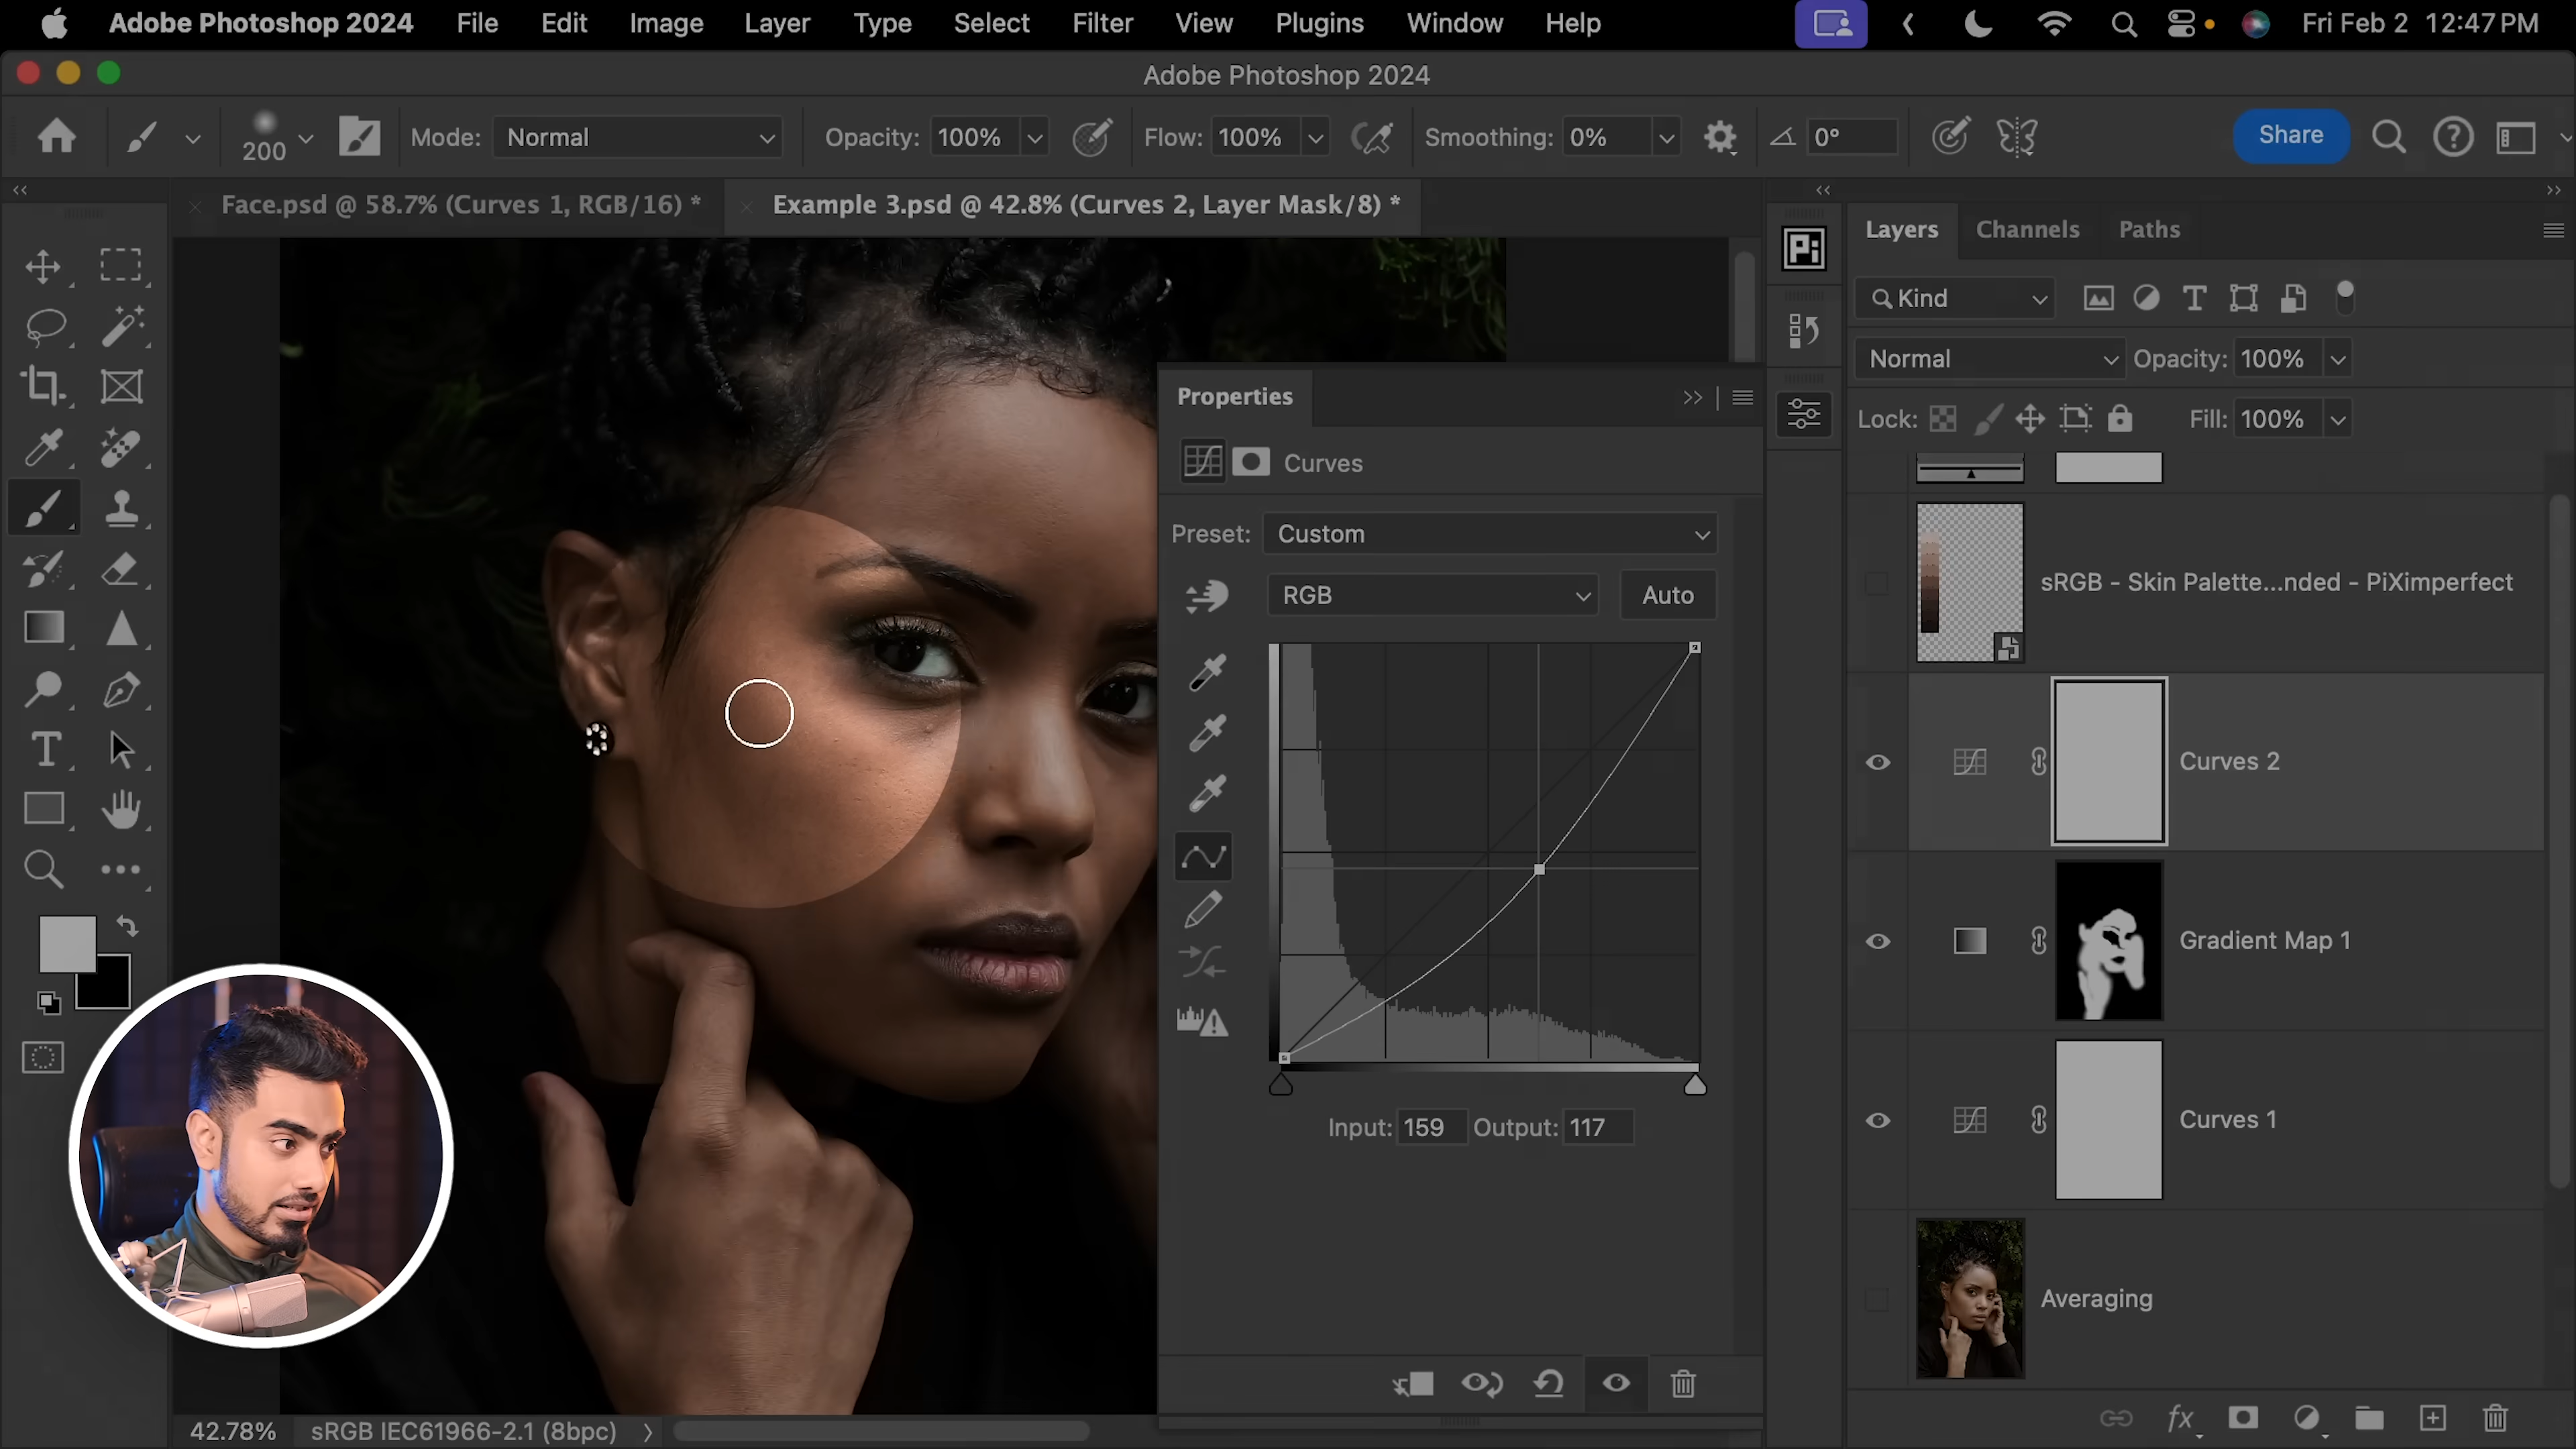 Adobe Photoshop 2024 File Edit Image Layer Type Select Filter View Plugins Window Help Fri Feb 2 12:47 PM
Adobe Photoshop 2024
200 Mode: Normal Opacity: 100% Flow: 100% Smoothing: 0% 0° Share
Face.psd @ 58.7% (Curves 1, RGB/16) * Example 3.psd @ 42.8% (Curves 2, Layer Mask/8) *
Layers Channels Paths
Pi
Kind
Normal Opacity: 100%
Lock: Fill: 100%
Properties
Curves
Preset: Custom
RGB Auto
Input: 159 Output: 117
sRGB - Skin Palette...nded - PiXimperfect
Curves 2
Gradient Map 1
Curves 1
Averaging
fx
42.78% sRGB IEC61966-2.1 (8bpc)